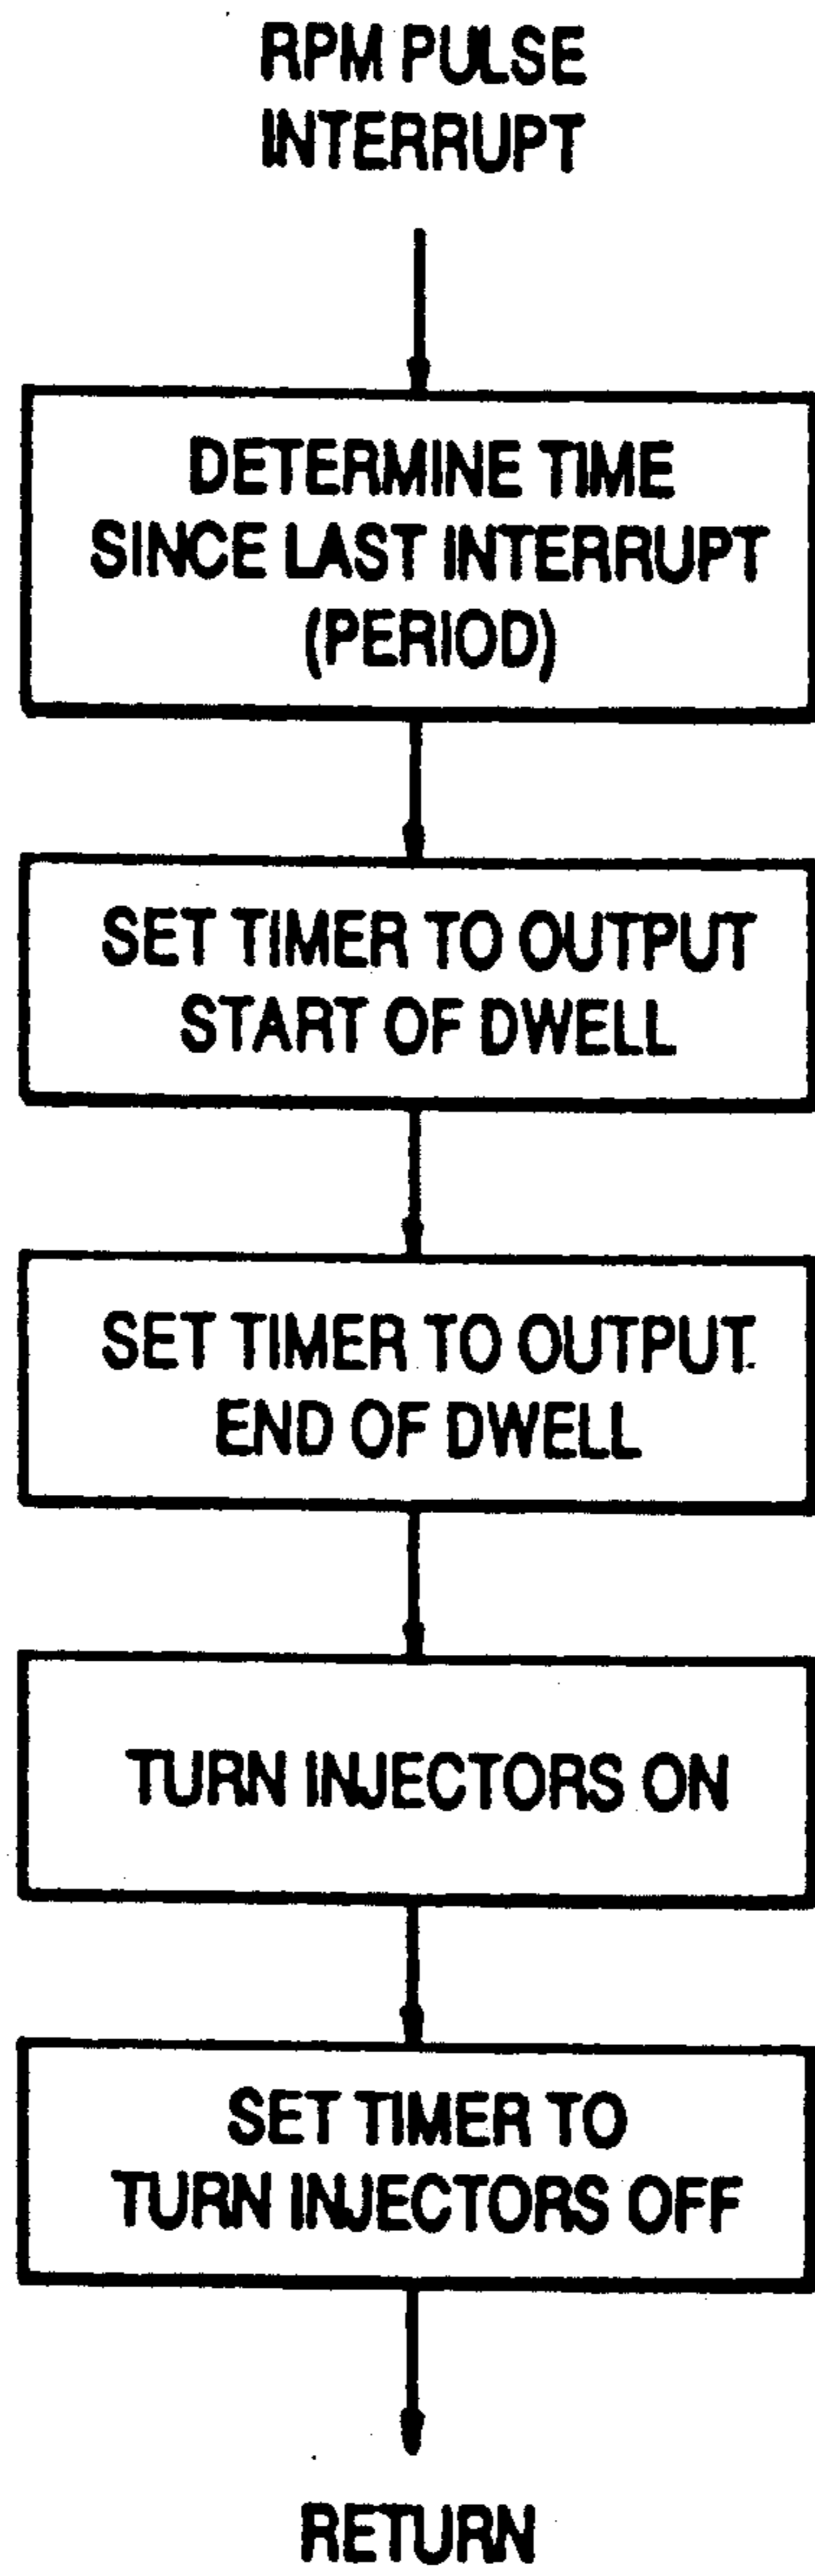 RPM PULSE
INTERRUPT
DETERMINE TIME
SINCE LAST INTERRUPT
(PERIOD)
SET TIMER TO OUTPUT
START OF DWELL
SET TIMER TO OUTPUT
END OF DWELL
TURN INJECTORS ON
SET TIMER TO
TURN INJECTORS OFF
RETURN